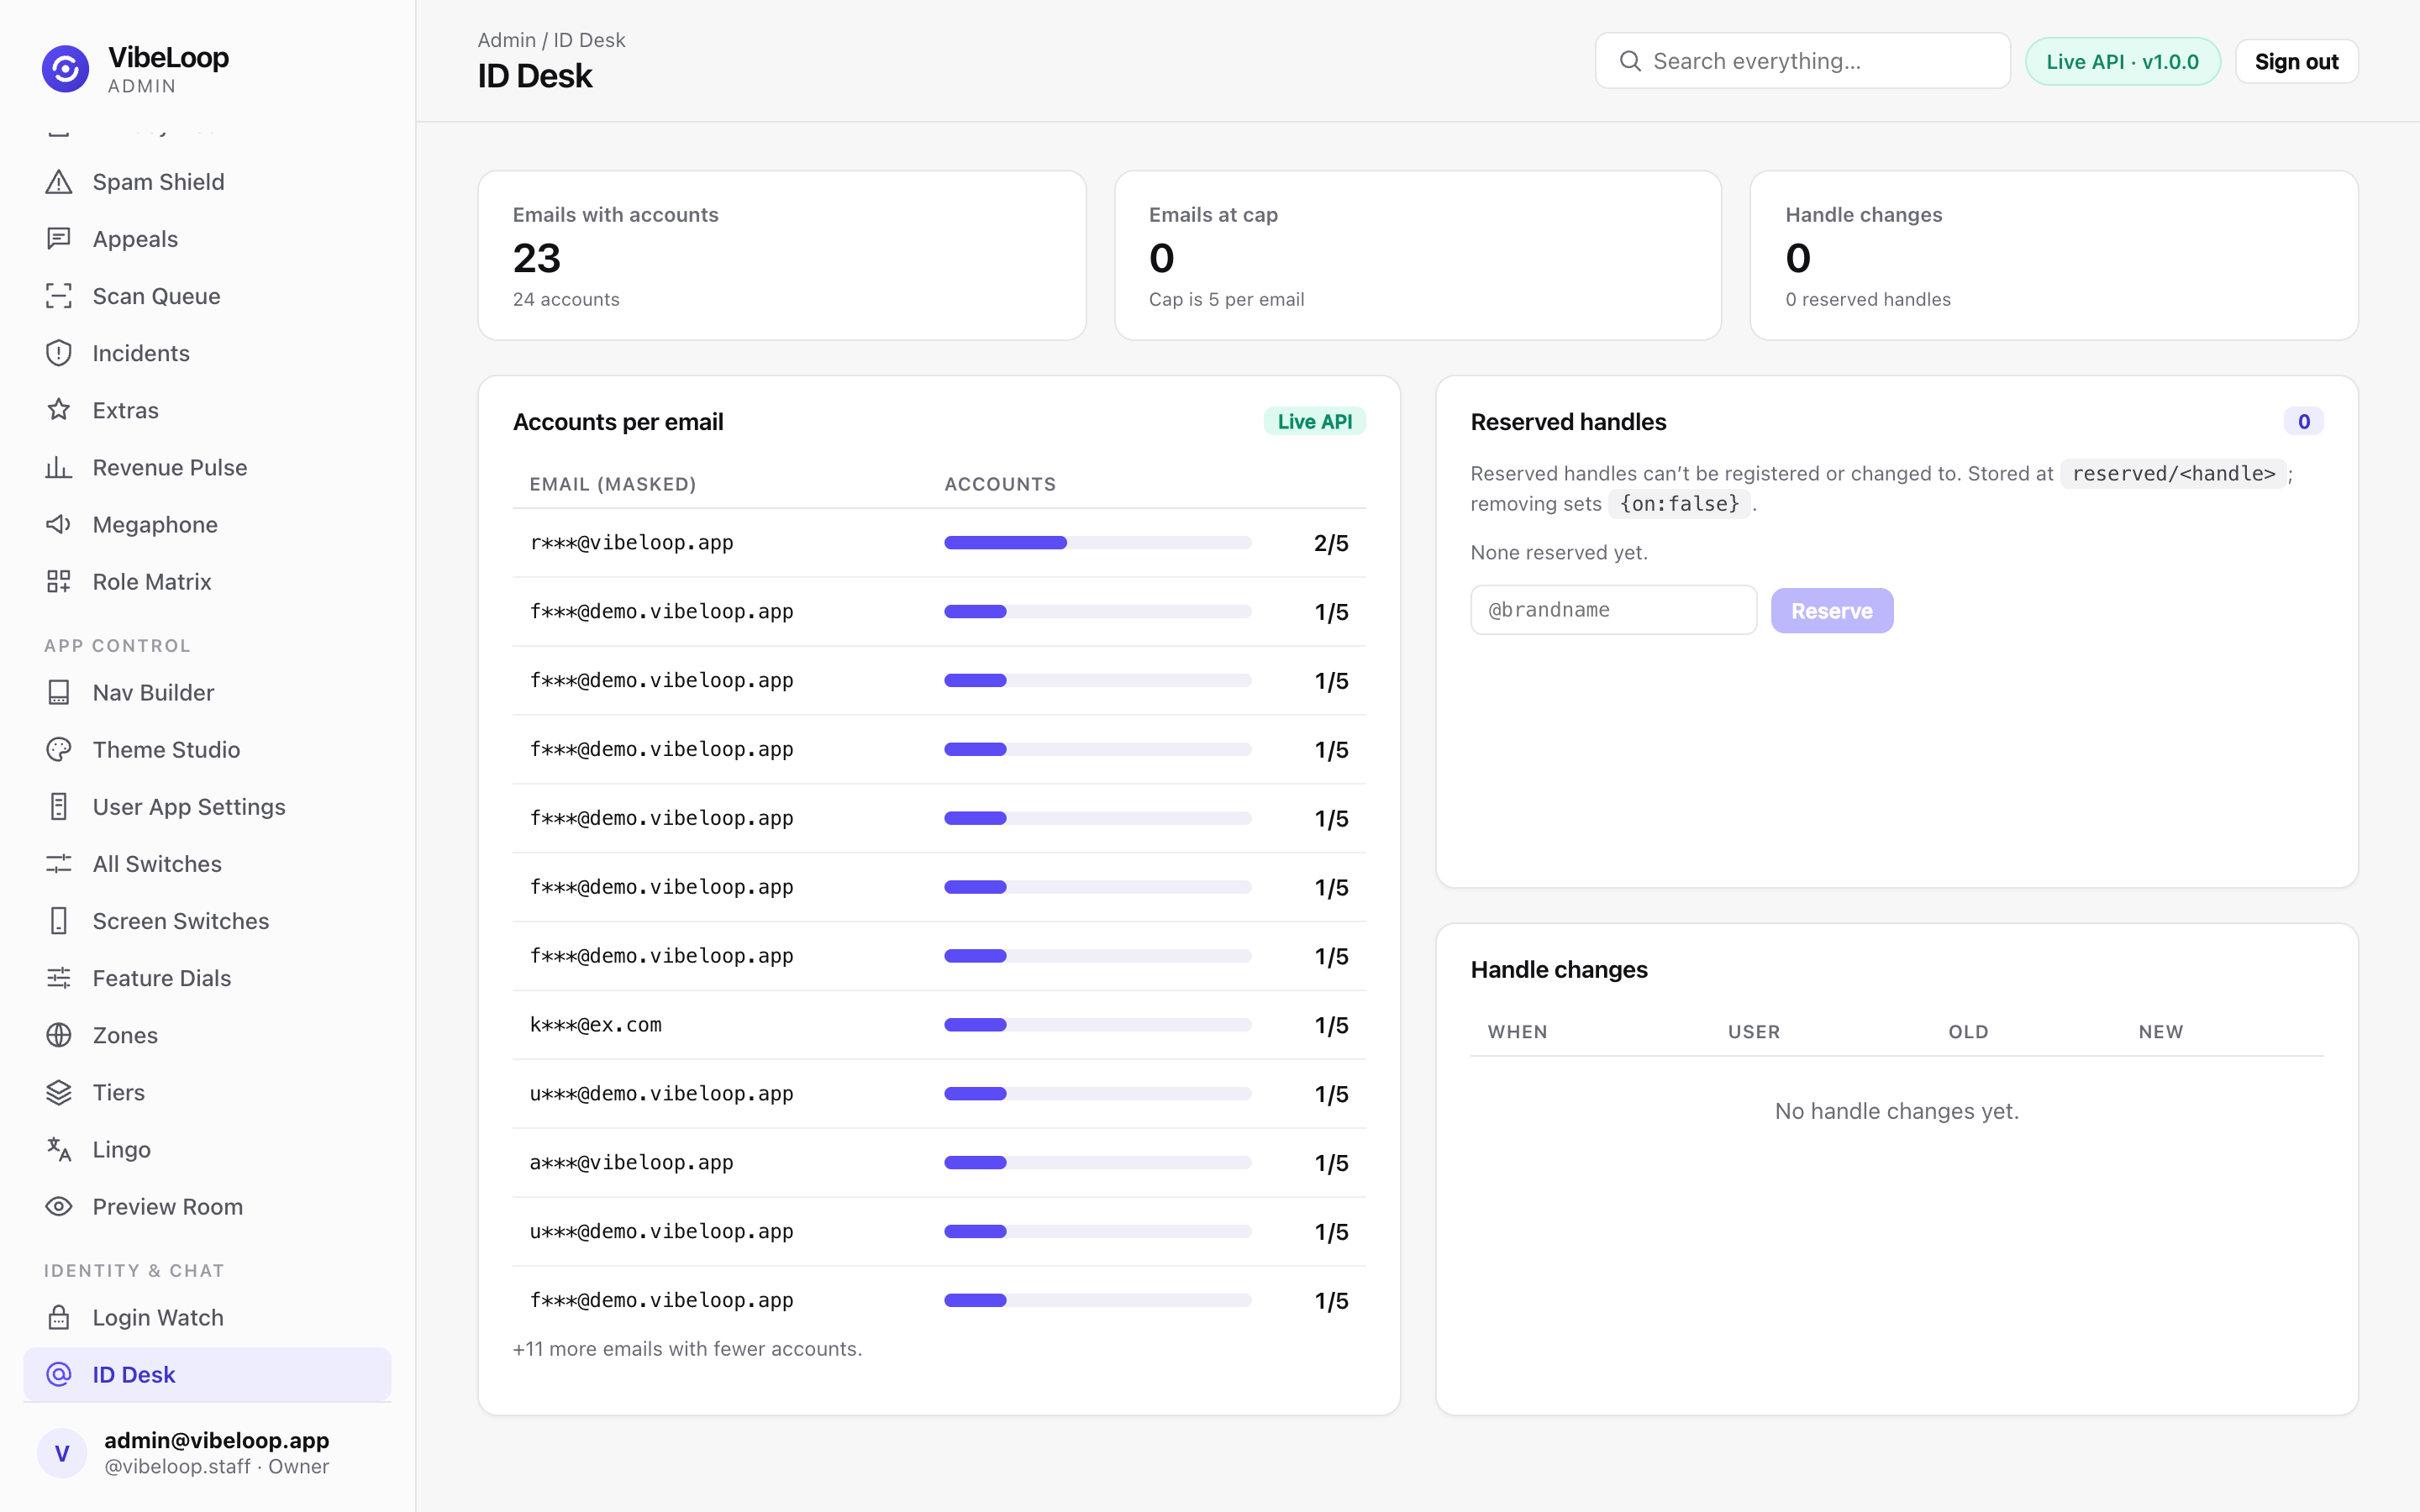 VibeLoop
ADMIN
Spam Shield
Appeals
Scan Queue
Incidents
Extras
Revenue Pulse
Megaphone
Role Matrix
APP CONTROL
Nav Builder
Theme Studio
User App Settings
All Switches
Screen Switches
Feature Dials
Zones
Tiers
Lingo
Preview Room
IDENTITY & CHAT
Login Watch
ID Desk
V
admin@vibeloop.app
@vibeloop.staff · Owner
Admin / ID Desk
ID Desk
Search everything...
Live API · v1.0.0
Sign out
Emails with accounts
23
24 accounts
Emails at cap
0
Cap is 5 per email
Handle changes
0
0 reserved handles
Accounts per email
Live API
EMAIL (MASKED) ACCOUNTS
r***@vibeloop.app 2/5
f***@demo.vibeloop.app 1/5
f***@demo.vibeloop.app 1/5
f***@demo.vibeloop.app 1/5
f***@demo.vibeloop.app 1/5
f***@demo.vibeloop.app 1/5
f***@demo.vibeloop.app 1/5
k***@ex.com 1/5
u***@demo.vibeloop.app 1/5
a***@vibeloop.app 1/5
u***@demo.vibeloop.app 1/5
f***@demo.vibeloop.app 1/5
+11 more emails with fewer accounts.
Reserved handles
0
Reserved handles can’t be registered or changed to. Stored at reserved/<handle>;
removing sets {on:false}.
None reserved yet.
@brandname
Reserve
Handle changes
WHEN USER OLD NEW
No handle changes yet.